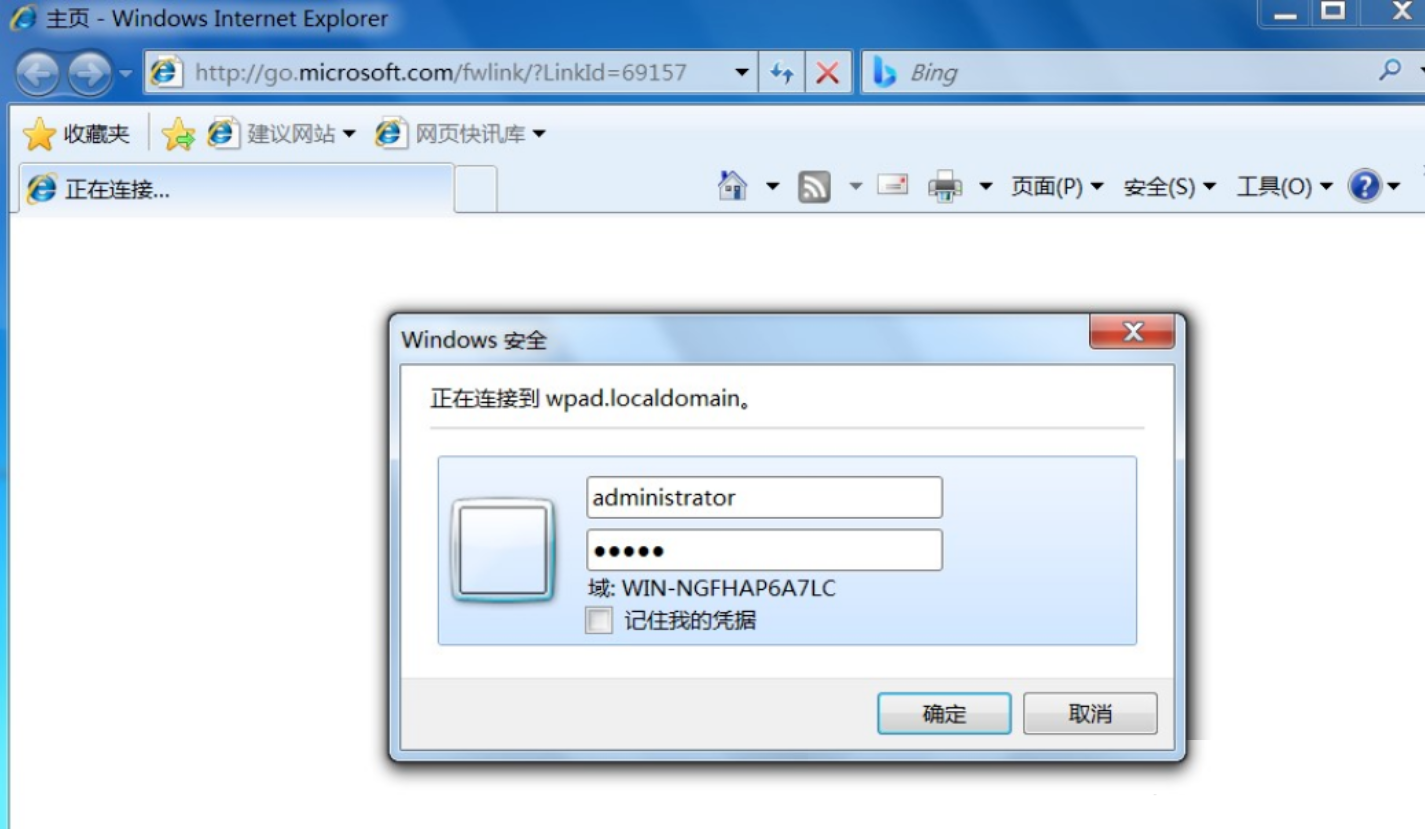 主页 - Windows Internet Explorer
http://go.microsoft.com/fwlink/?LinkId=69157
Bing
收藏夹
建议网站
网页快讯库
正在连接...
页面(P)
安全(S)
工具(O)
Windows 安全
正在连接到 wpad.localdomain。
administrator
●●●●●
域: WIN-NGFHAP6A7LC
记住我的凭据
确定
取消